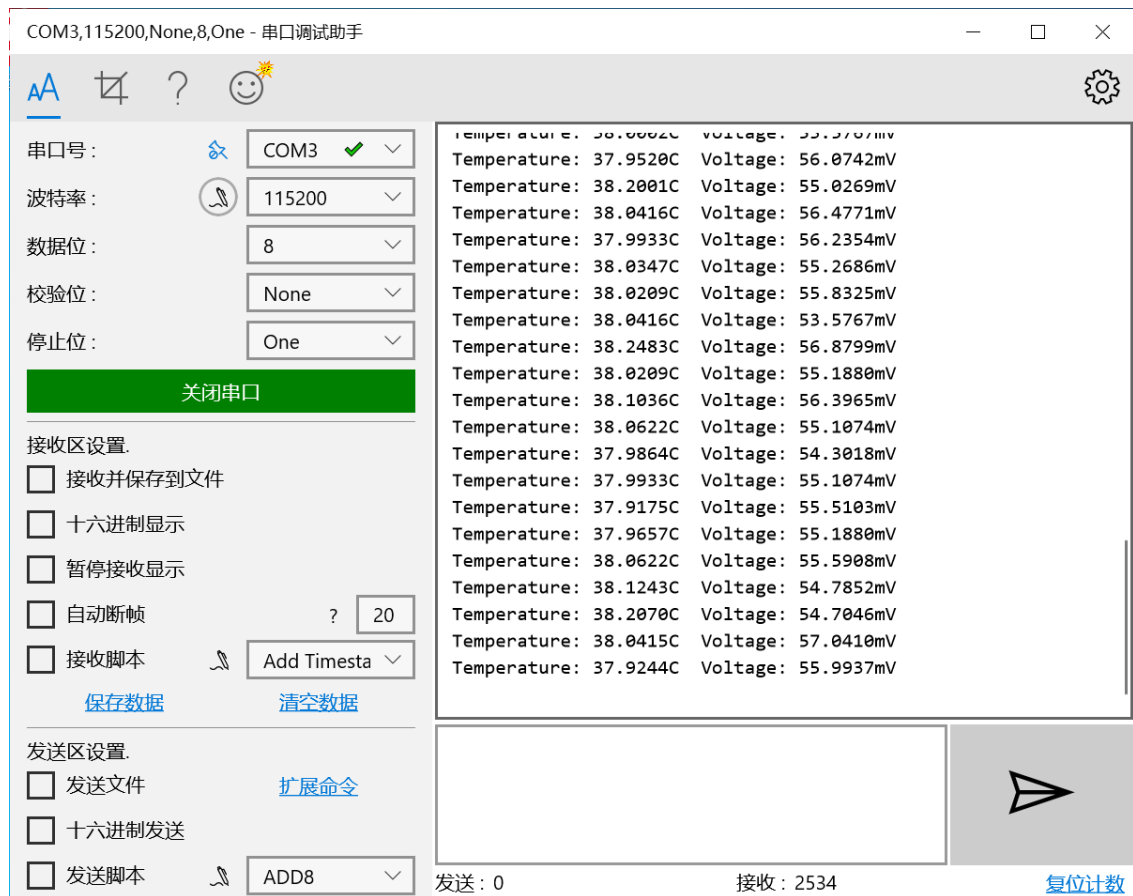 COM3,115200,None,8,One - 串口调试助手
串口号 :
COM3
波特率 :
115200
数据位 :
8
校验位 :
None
停止位 :
One
关闭串口
接收区设置.
接收并保存到文件
十六进制显示
暂停接收显示
自动断帧 ? 20
接收脚本 Add Timesta
保存数据 清空数据
发送区设置.
发送文件 扩展命令
十六进制发送
发送脚本 ADD8
Temperature: 37.9520C Voltage: 56.0742mV
Temperature: 38.2001C Voltage: 55.0269mV
Temperature: 38.0416C Voltage: 56.4771mV
Temperature: 37.9933C Voltage: 56.2354mV
Temperature: 38.0347C Voltage: 55.2686mV
Temperature: 38.0209C Voltage: 55.8325mV
Temperature: 38.0416C Voltage: 53.5767mV
Temperature: 38.2483C Voltage: 56.8799mV
Temperature: 38.0209C Voltage: 55.1880mV
Temperature: 38.1036C Voltage: 56.3965mV
Temperature: 38.0622C Voltage: 55.1074mV
Temperature: 37.9864C Voltage: 54.3018mV
Temperature: 37.9933C Voltage: 55.1074mV
Temperature: 37.9175C Voltage: 55.5103mV
Temperature: 37.9657C Voltage: 55.1880mV
Temperature: 38.0622C Voltage: 55.5908mV
Temperature: 38.1243C Voltage: 54.7852mV
Temperature: 38.2070C Voltage: 54.7046mV
Temperature: 38.0415C Voltage: 57.0410mV
Temperature: 37.9244C Voltage: 55.9937mV
发送 : 0 接收 : 2534 复位计数